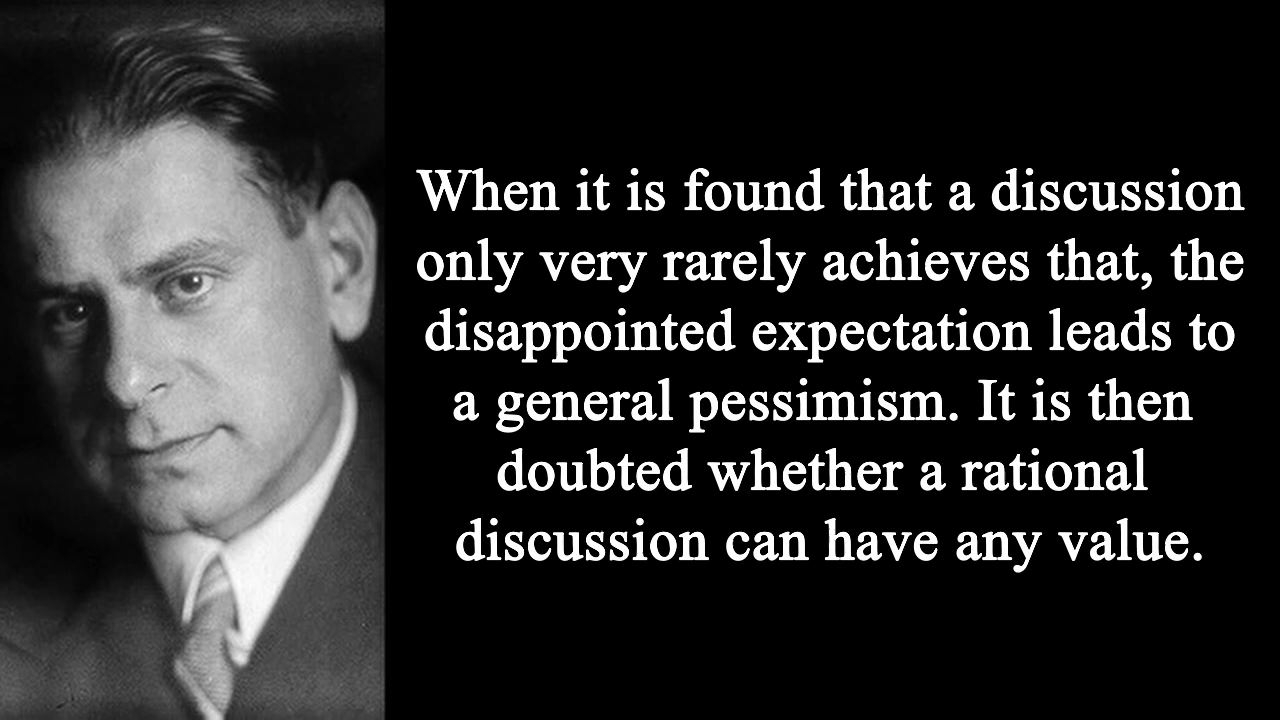 When it is found that a discussion
only very rarely achieves that, the
disappointed expectation leads to
a general pessimism. It is then
doubted whether a rational
discussion can have any value.